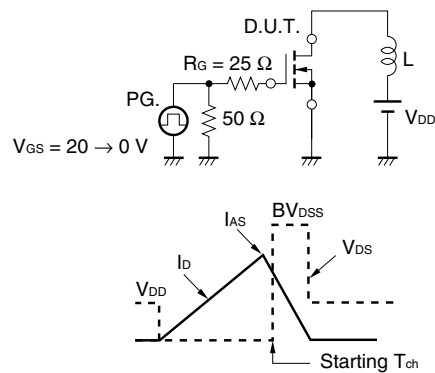 D.U.T.
RG = 25 Ω
L
PG.
50 Ω
VDD
VGS = 20 → 0 V
BVDSS
IAS
ID
VDS
VDD
Starting Tch